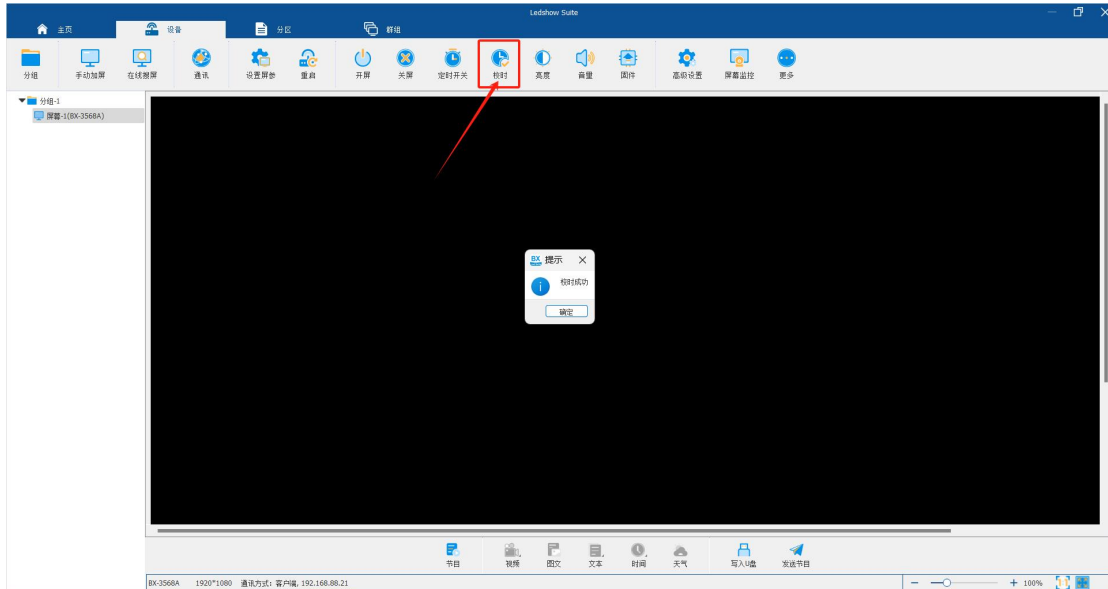 Ledshow Suite
主页 设备 分区 群组
分组 手动加屏 在线搜屏 通讯 设置屏参 重启 开屏 关屏 定时开关 校时 亮度 音量 固件 高级设置 屏幕监控 更多
分组-1
屏幕-1(BX-3568A)
BX 提示
校时成功
确定
节目 视频 图文 文本 时间 天气 写入U盘 发送节目
BX-3568A 1920*1080 通讯方式: 客户端, 192.168.88.21 100% 1:1